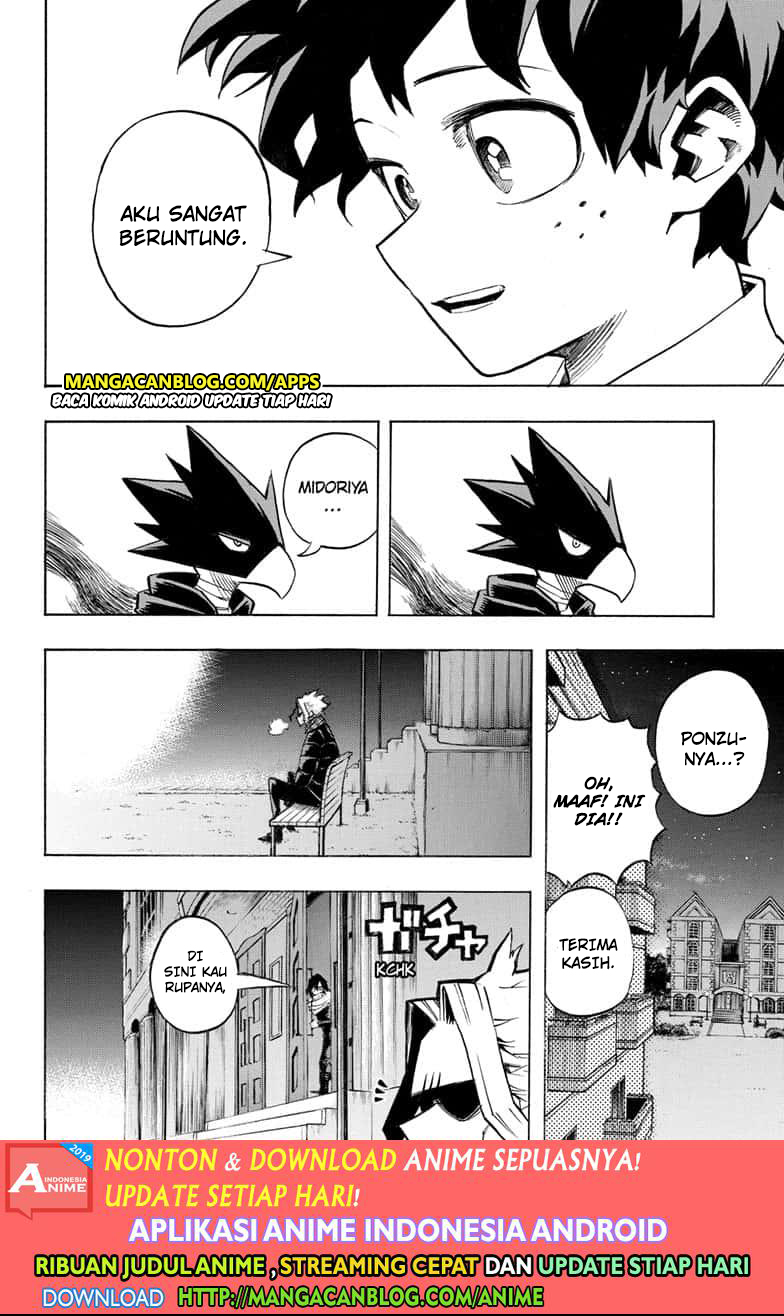 AKU SANGAT
BERUNTUNG.
MANGACANBLOG.COM/APPS
BACA KOMIK ANDROID UPDATE TIAP HARI
MIDORIYA
...
PONZU-
NYA...?
OH,
MAAF! INI
DIA!!
TERIMA
KASIH.
ガチャ
KCHK
DI
SINI KAU
RUPANYA,
2019
INDONESIA
ANIME
NONTON & DOWNLOAD ANIME SEPUASNYA!
UPDATE SETIAP HARI!
APLIKASI ANIME INDONESIA ANDROID
RIBUAN JUDUL ANIME , STREAMING CEPAT DAN UPDATE STIAP HARI
DOWNLOAD HTTP://MANGACANBLOG.COM/ANIME